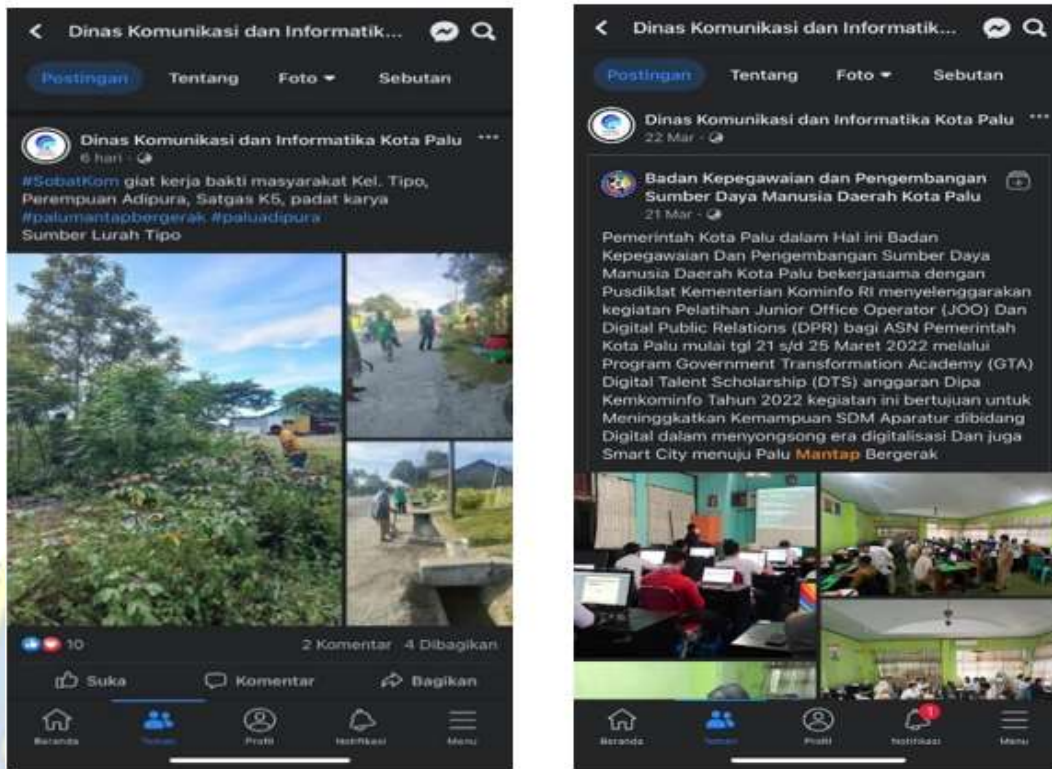 Dinas Komunikasi dan Informatik...
Postingan Tentang Foto Sebutan
Dinas Komunikasi dan Informatika Kota Palu
6 hari
#SobatKom giat kerja bakti masyarakat Kel. Tipo,
Perempuan Adipura, Satgas K5, padat karya
#palumantapbergerak #paluadipura
Sumber Lurah Tipo
10 2 Komentar 4 Dibagikan
Suka Komentar Bagikan
Beranda Teman Profil Notifikasi Menu
Dinas Komunikasi dan Informatik...
Postingan Tentang Foto Sebutan
Dinas Komunikasi dan Informatika Kota Palu
22 Mar
Badan Kepegawaian dan Pengembangan
Sumber Daya Manusia Daerah Kota Palu
21 Mar
Pemerintah Kota Palu dalam Hal ini Badan
Kepegawaian Dan Pengembangan Sumber Daya
Manusia Daerah Kota Palu bekerjasama dengan
Pusdiklat Kementerian Kominfo RI menyelenggarakan
kegiatan Pelatihan Junior Office Operator (JOO) Dan
Digital Public Relations (DPR) bagi ASN Pemerintah
Kota Palu mulai tgl 21 s/d 25 Maret 2022 melalui
Program Government Transformation Academy (GTA)
Digital Talent Scholarship (DTS) anggaran Dipa
Kemkominfo Tahun 2022 kegiatan ini bertujuan untuk
Meninggkatkan Kemampuan SDM Aparatur dibidang
Digital dalam menyongsong era digitalisasi Dan juga
Smart City menuju Palu Mantap Bergerak
1
Beranda Teman Profil Notifikasi Menu